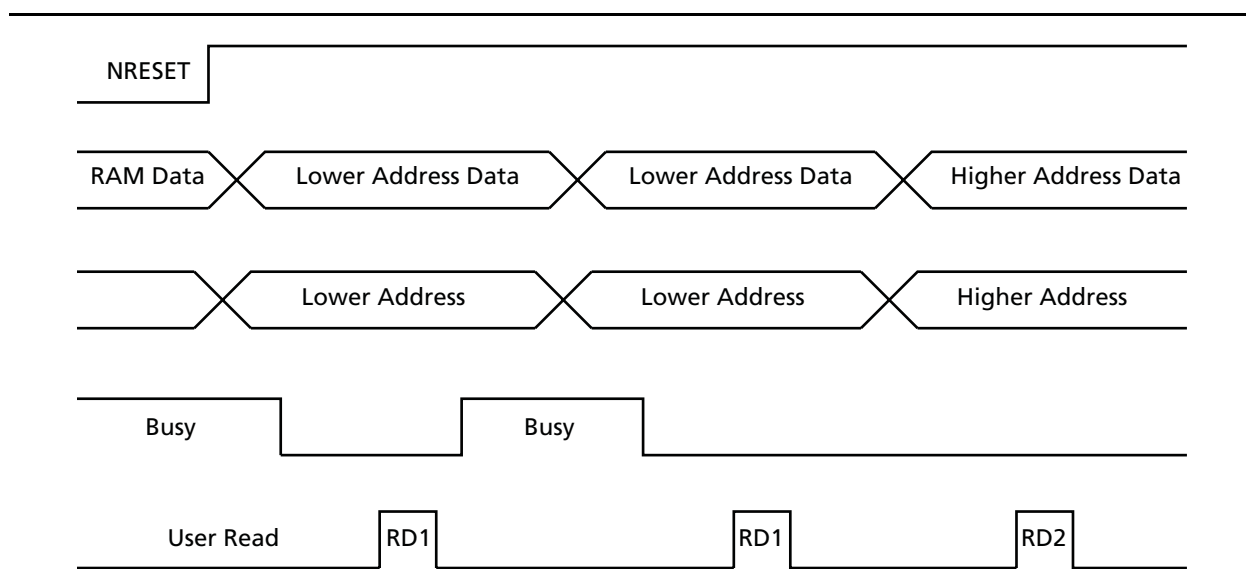 NRESET
RAM Data Lower Address Data Lower Address Data Higher Address Data
Lower Address Lower Address Higher Address
Busy Busy
User Read RD1 RD1 RD2